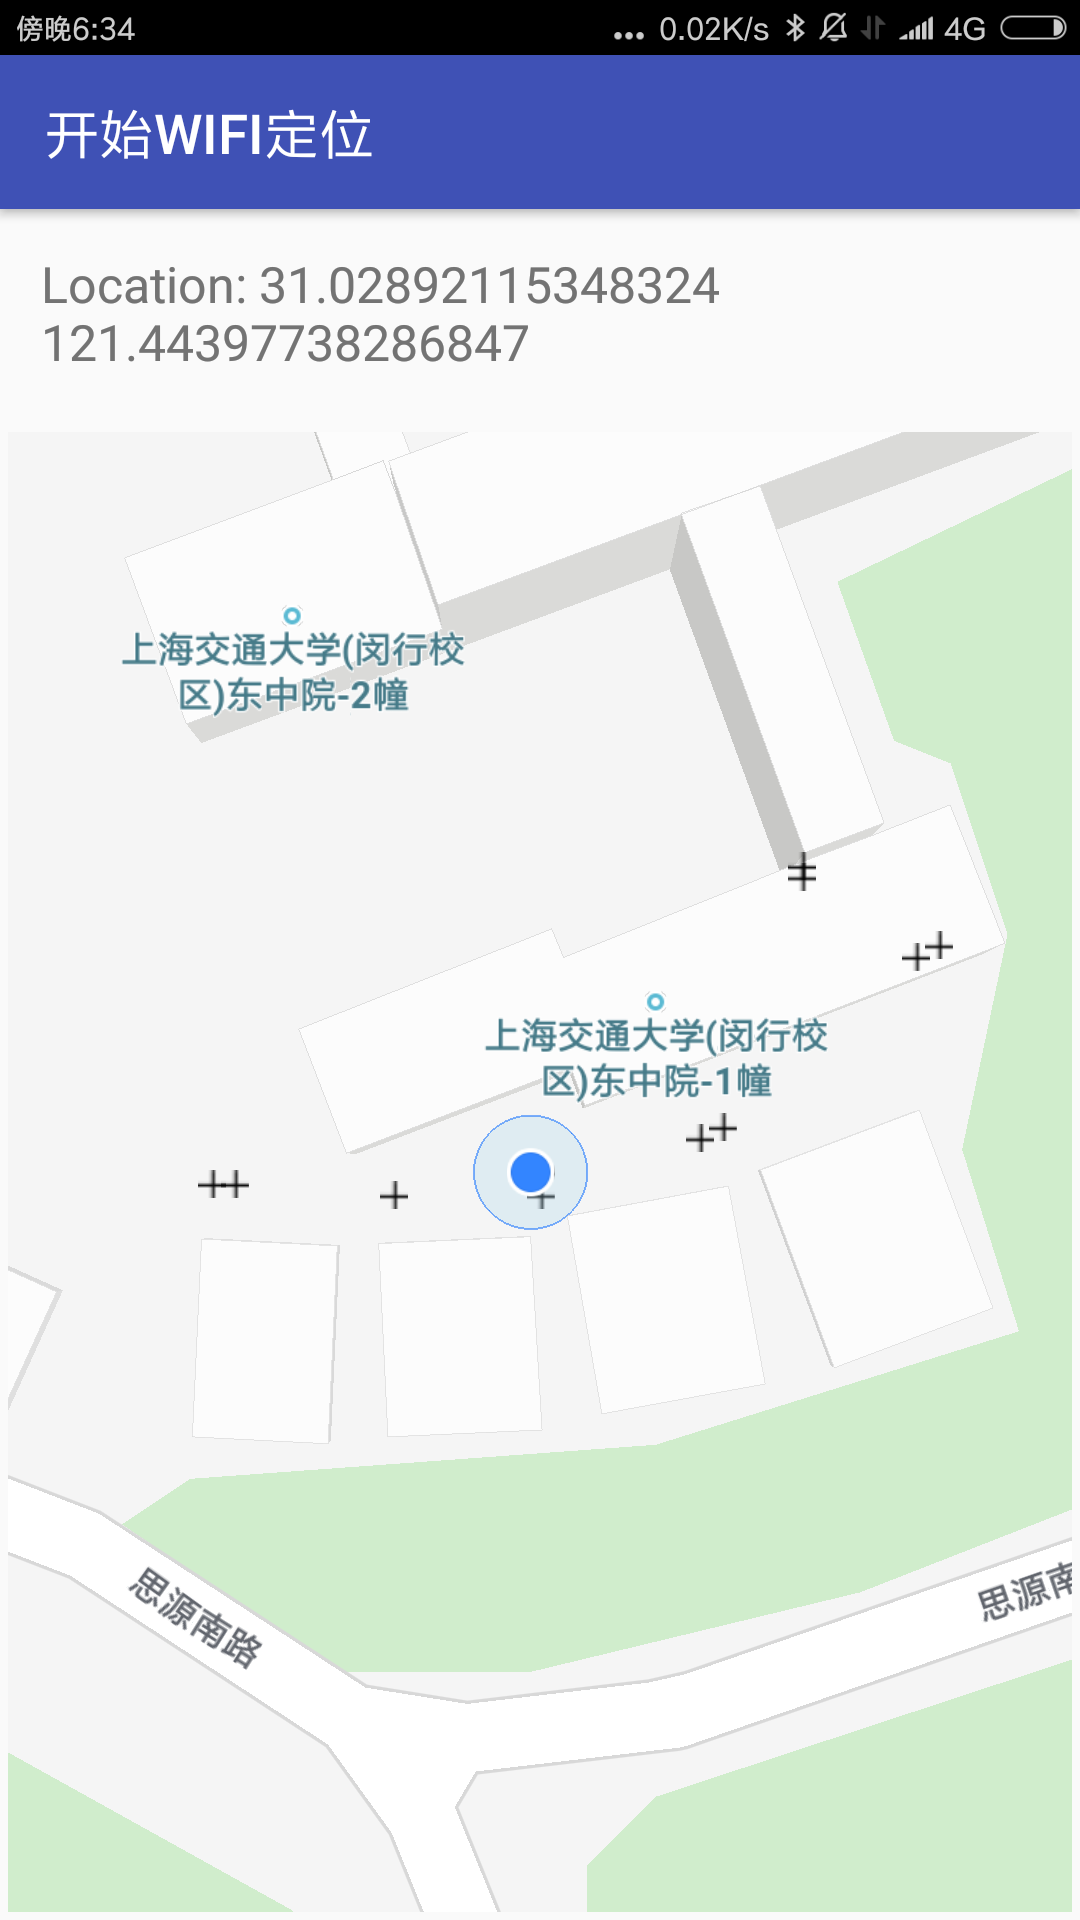 傍晚6:34
... 0.02K/s 4G
开始WIFI定位
Location: 31.02892115348324
121.44397738286847
上海交通大学(闵行校
区)东中院-2幢
上海交通大学(闵行校
区)东中院-1幢
思源南路
思源南